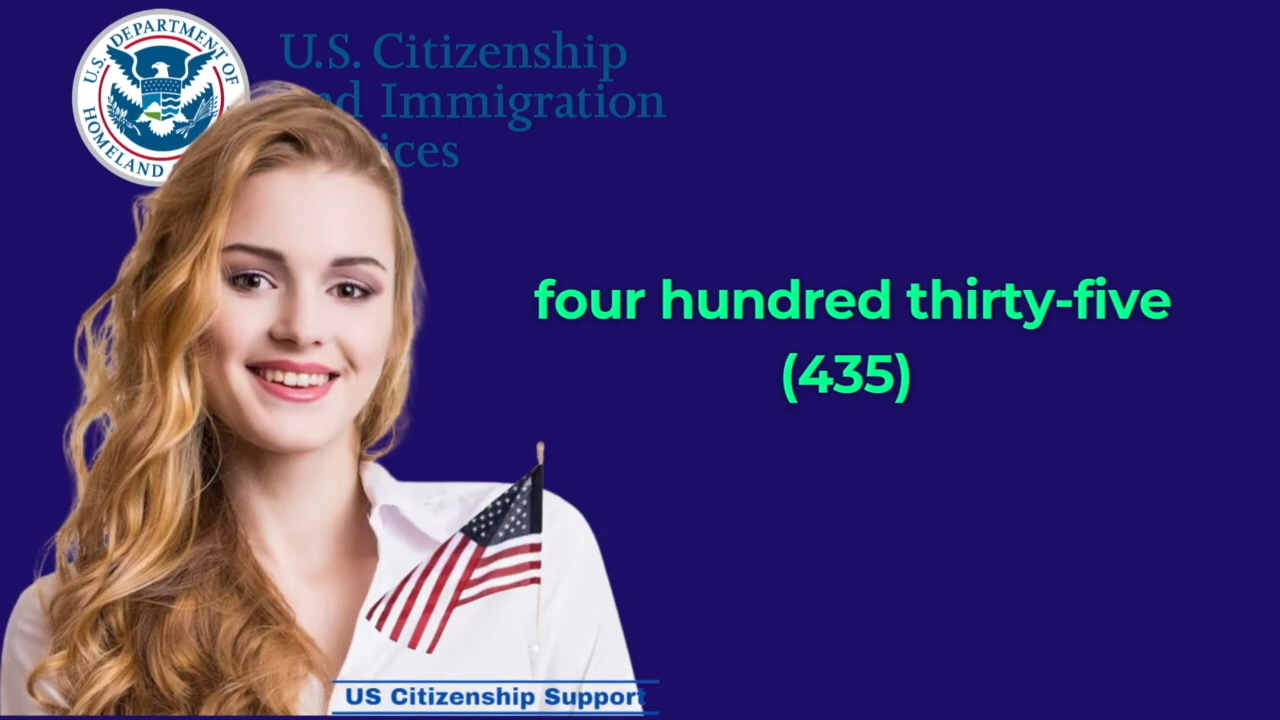 U.S. DEPARTMENT OF
HOMELAND
U.S. Citizenship
Immigration
four hundred thirty-five
(435)
US Citizenship Support